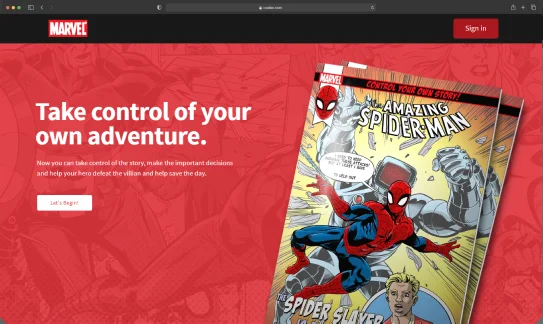 MARVEL
Sign in
Take control of your
own adventure.
Now you can take control of the story, make the important decisions
and help your hero defeat the villian and help save the day.
Let's Begin!
MARVEL
CONTROL YOUR OWN STORY!
THE AMAZING
SPIDER-MAN
TO HELP OUT
THE SPIDER SLAYER